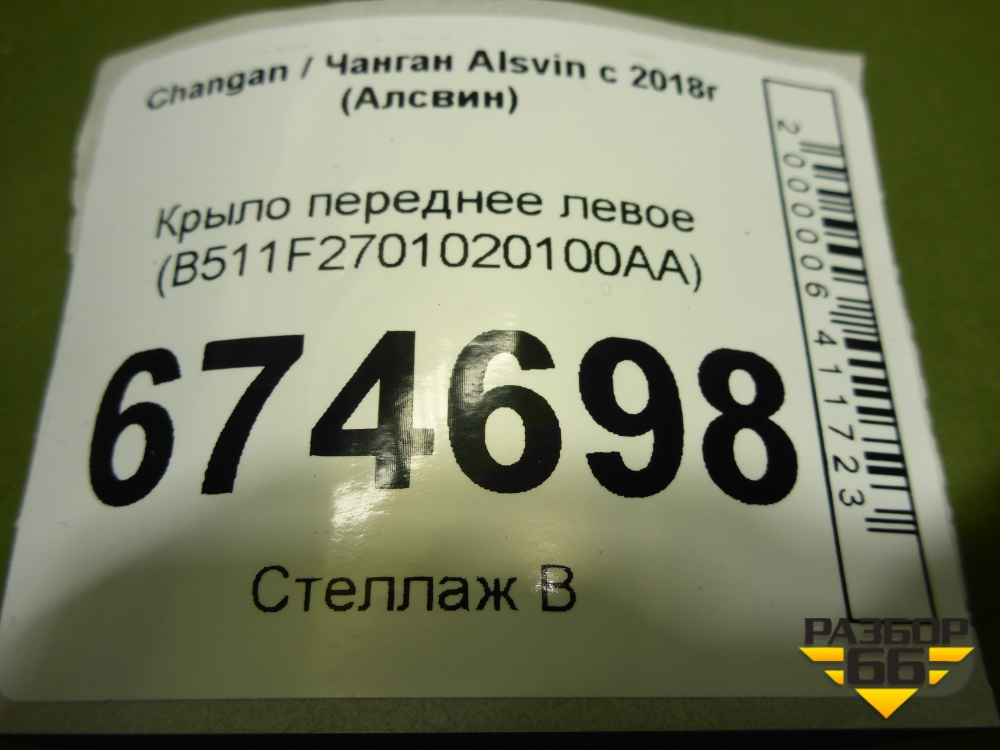 Changan / Чанган Alsvin с 2018г
(Алсвин)
Крыло переднее левое
(B511F2701020100AA)
674698
Стеллаж В
2000006411723
РАЗБОР
66